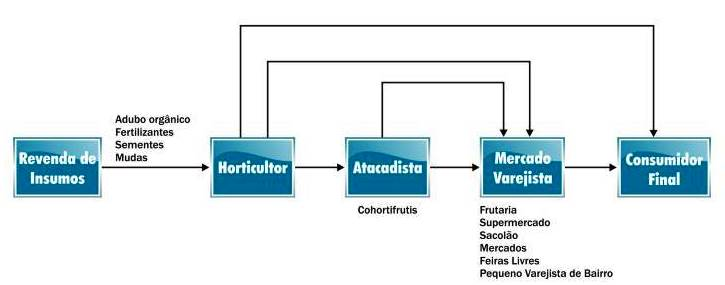 Adubo orgânico
Fertilizantes
Sementes
Mudas
Revenda de
Insumos
Horticultor
Atacadista
Mercado
Varejista
Consumidor
Final
Cohortifrutis
Frutaria
Supermercado
Sacolão
Mercados
Feiras Livres
Pequeno Varejista de Bairro